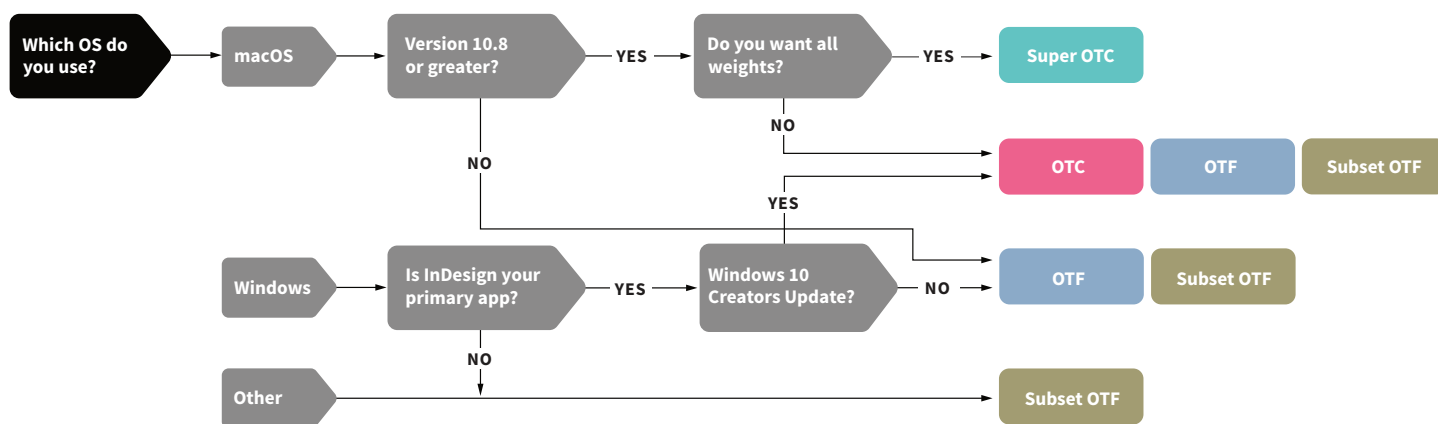 Which OS do
you use?
macOS
Version 10.8
or greater?
YES
Do you want all
weights?
YES
Super OTC
NO
NO
OTC
OTF
Subset OTF
YES
Windows
Is InDesign your
primary app?
YES
Windows 10
Creators Update?
NO
OTF
Subset OTF
NO
Other
Subset OTF